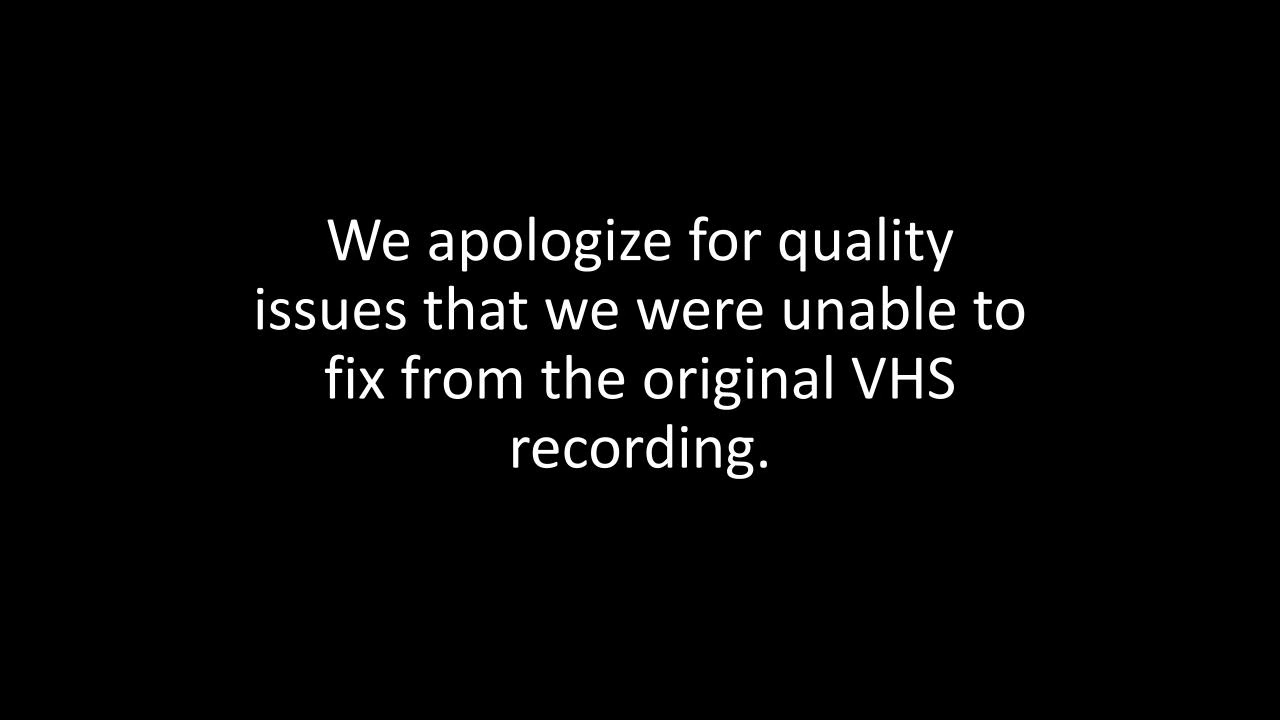 We apologize for quality
issues that we were unable to
fix from the original VHS
recording.